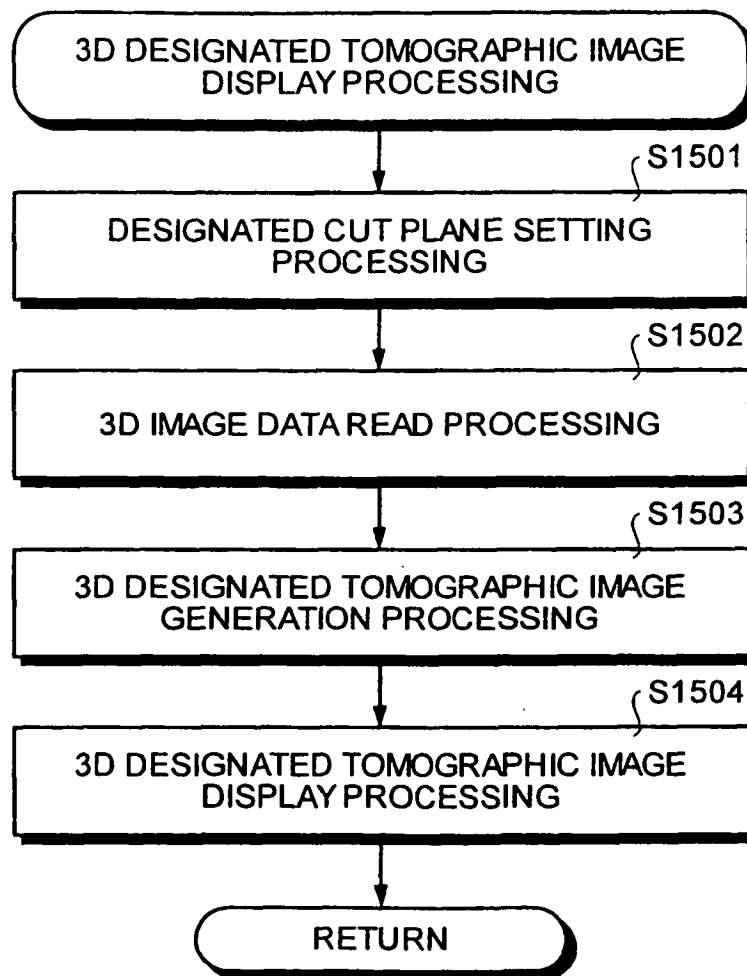 3D DESIGNATED TOMOGRAPHIC IMAGE
DISPLAY PROCESSING
S1501
DESIGNATED CUT PLANE SETTING
PROCESSING
S1502
3D IMAGE DATA READ PROCESSING
S1503
3D DESIGNATED TOMOGRAPHIC IMAGE
GENERATION PROCESSING
S1504
3D DESIGNATED TOMOGRAPHIC IMAGE
DISPLAY PROCESSING
RETURN